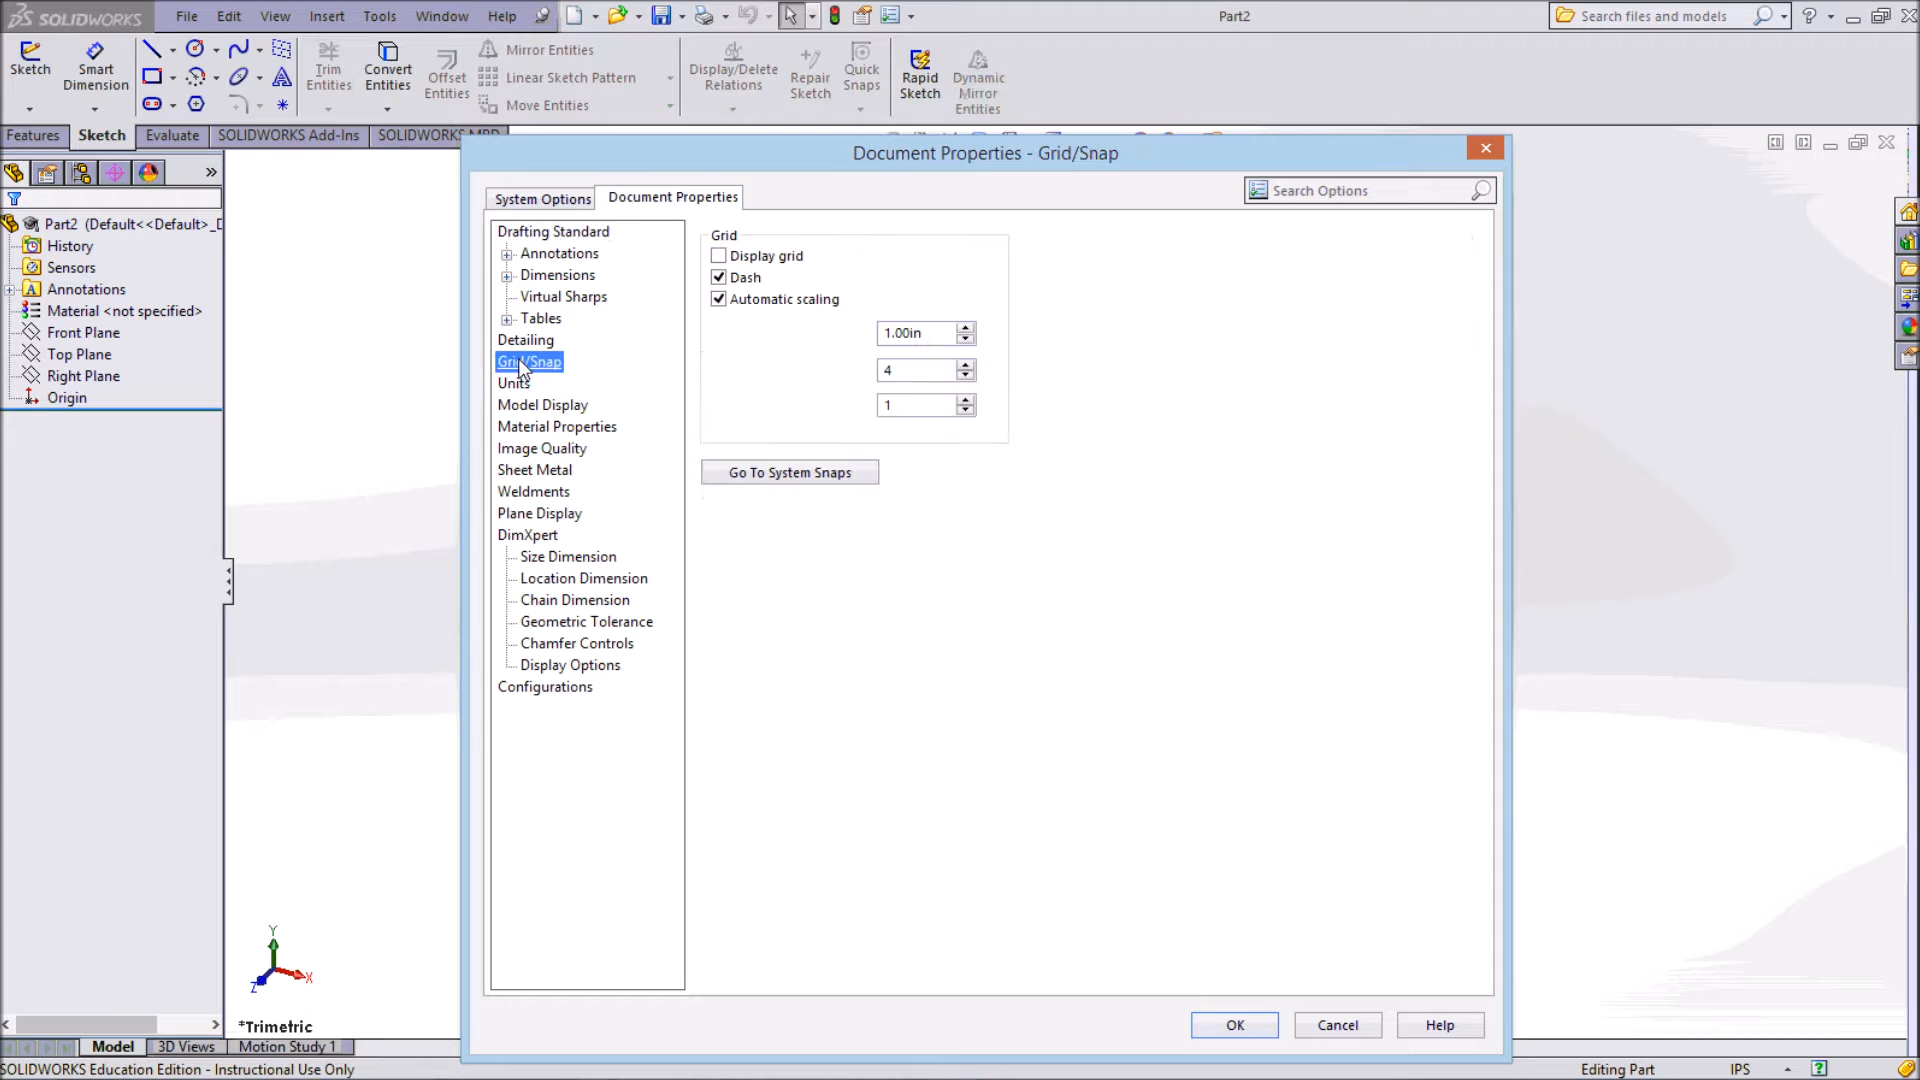 SOLIDWORKS File Edit View Insert Tools Window Help Part2 Search files and models
Sketch Smart Dimension Trim Entities Convert Entities Offset Entities Mirror Entities Linear Sketch Pattern Move Entities Display/Delete Relations Repair Sketch Quick Snaps Rapid Sketch Dynamic Mirror Entities
Features Sketch Evaluate SOLIDWORKS Add-Ins SOLIDWORKS MBD
Document Properties - Grid/Snap
System Options Document Properties Search Options
Part2 (Default<<Default>_D
History
Sensors
Annotations
Material <not specified>
Front Plane
Top Plane
Right Plane
Origin
Drafting Standard
Annotations
Dimensions
Virtual Sharps
Tables
Detailing
Grid/Snap
Units
Model Display
Material Properties
Image Quality
Sheet Metal
Weldments
Plane Display
DimXpert
Size Dimension
Location Dimension
Chain Dimension
Geometric Tolerance
Chamfer Controls
Display Options
Configurations
Grid
Display grid
Dash
Automatic scaling
1.00in
4
1
Go To System Snaps
OK Cancel Help
Y
X
Z
*Trimetric
Model 3D Views Motion Study 1
SOLIDWORKS Education Edition - Instructional Use Only Editing Part IPS